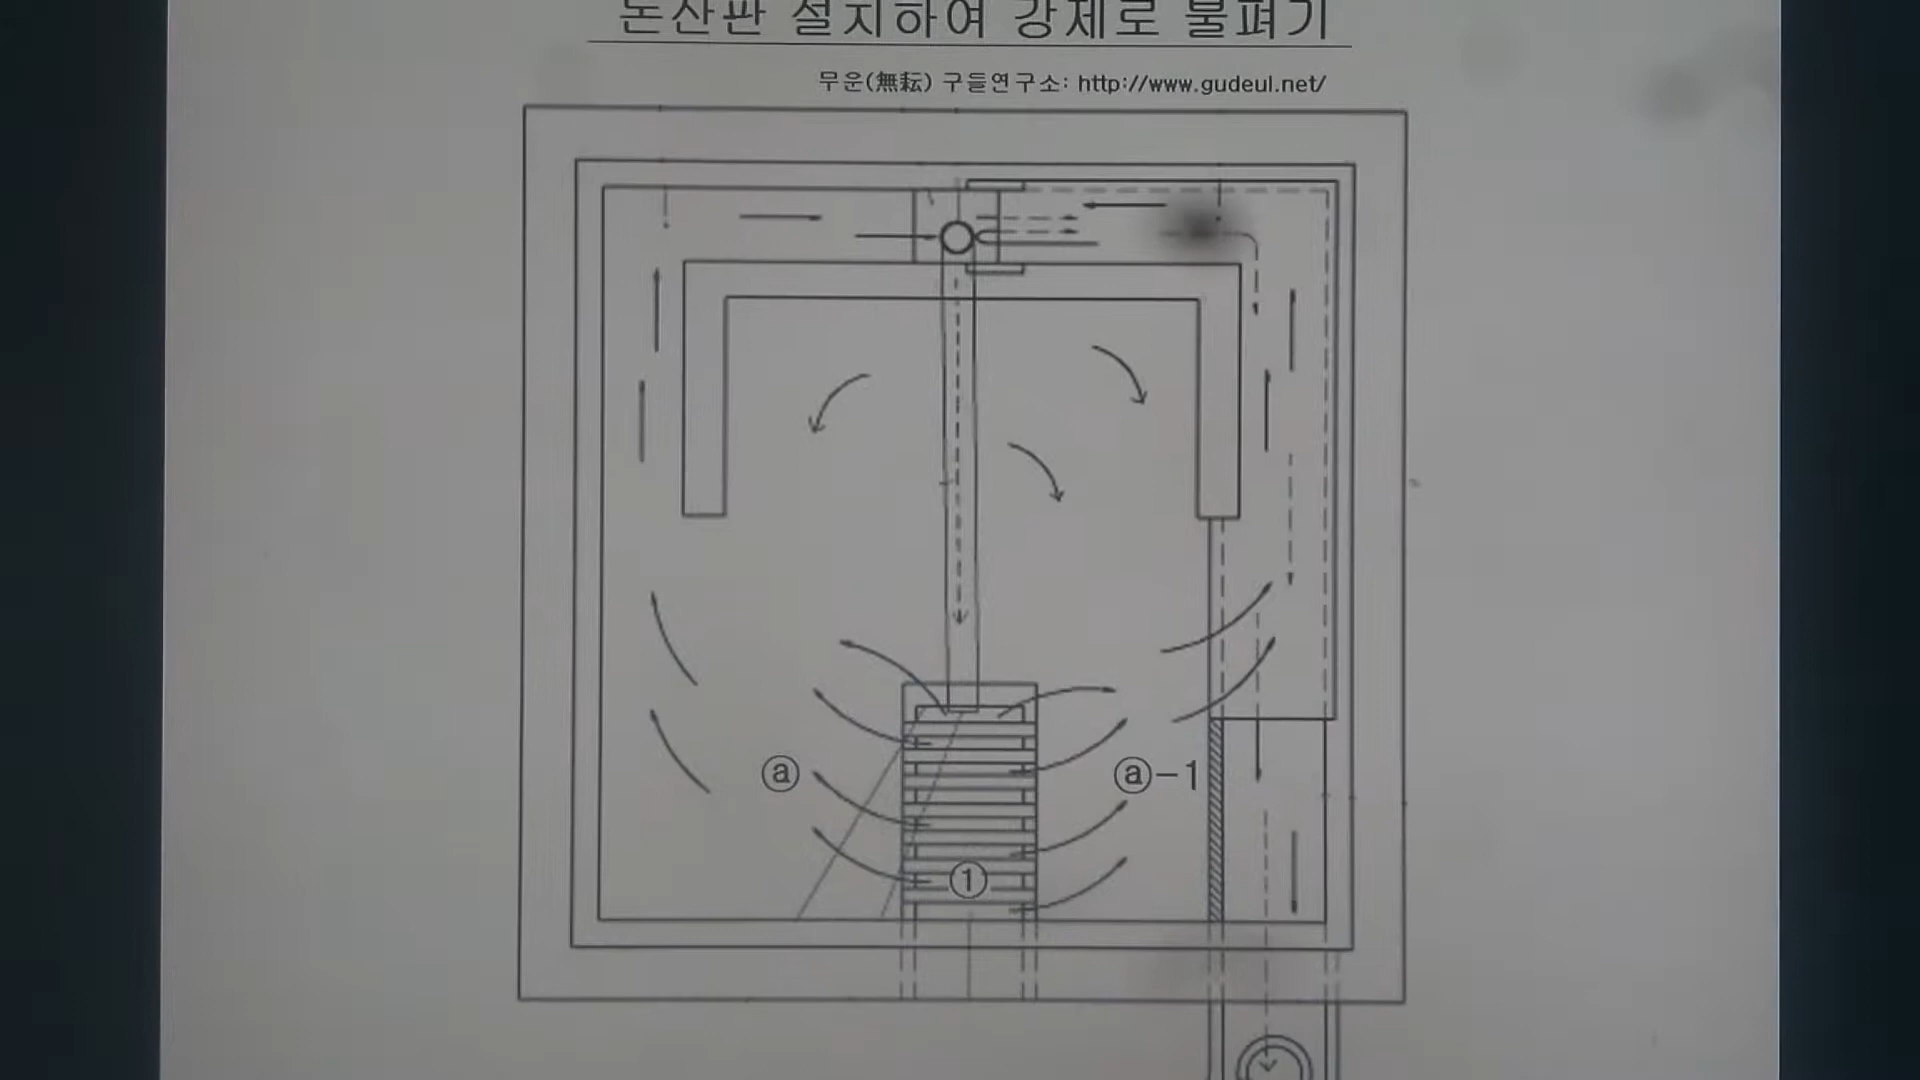 돈산판 설치하여 강제로 불펴기
무운(無耘) 구들연구소: http://www.gudeul.net/
ⓐ
ⓐ-1
①